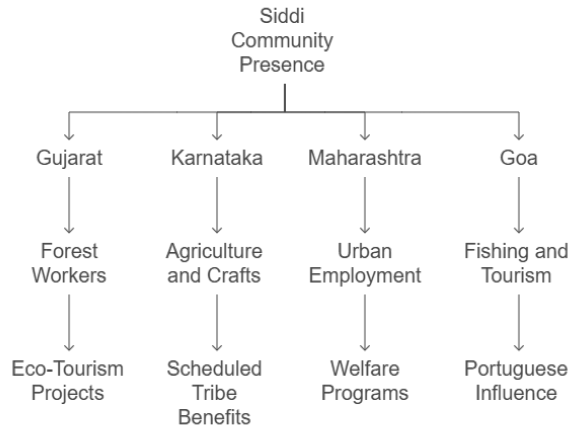 Siddi
Community
Presence
Gujarat
Karnataka
Maharashtra
Goa
Forest
Workers
Agriculture
and Crafts
Urban
Employment
Fishing and
Tourism
Eco-Tourism
Projects
Scheduled
Tribe
Benefits
Welfare
Programs
Portuguese
Influence